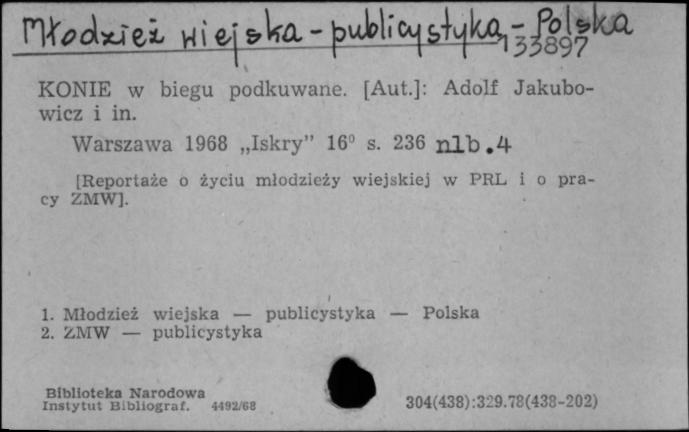 Młodzież wiejska - publicystyka - Polska
133897
KONIE w biegu podkuwane. [Aut.]: Adolf Jakubo-
wicz i in.
Warszawa 1968 „Iskry” 16⁰ s. 236 nlb.4
[Reportaże o życiu młodzieży wiejskiej w PRL i o pra-
cy ZMW].
1. Młodzież wiejska — publicystyka — Polska
2. ZMW — publicystyka
Biblioteka Narodowa
Instytut Bibliograf. 4492/68
304(438):329.78(438-202)